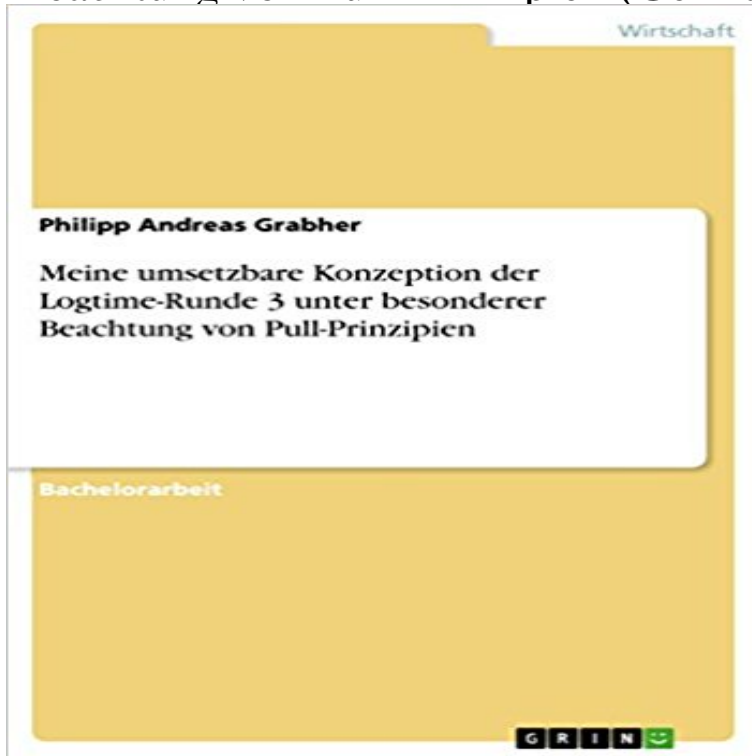 Wirtschaft
Philipp Andreas Grabher
Meine umsetzbare Konzeption der
Logtime-Runde 3 unter besonderer
Beachtung von Pull-Prinzipien
Bachelorarbeit
GRIN